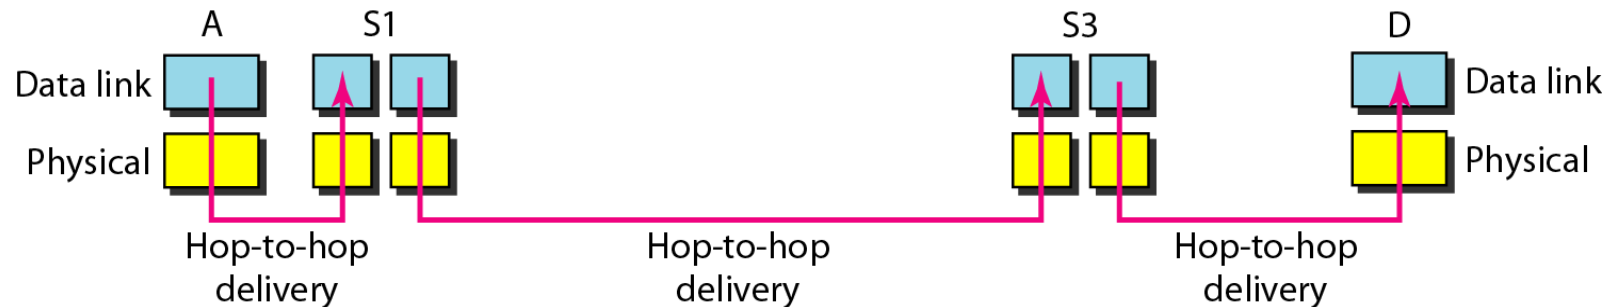 A S1 S3 D
Data link Data link
Physical Physical
Hop-to-hop Hop-to-hop Hop-to-hop
delivery delivery delivery